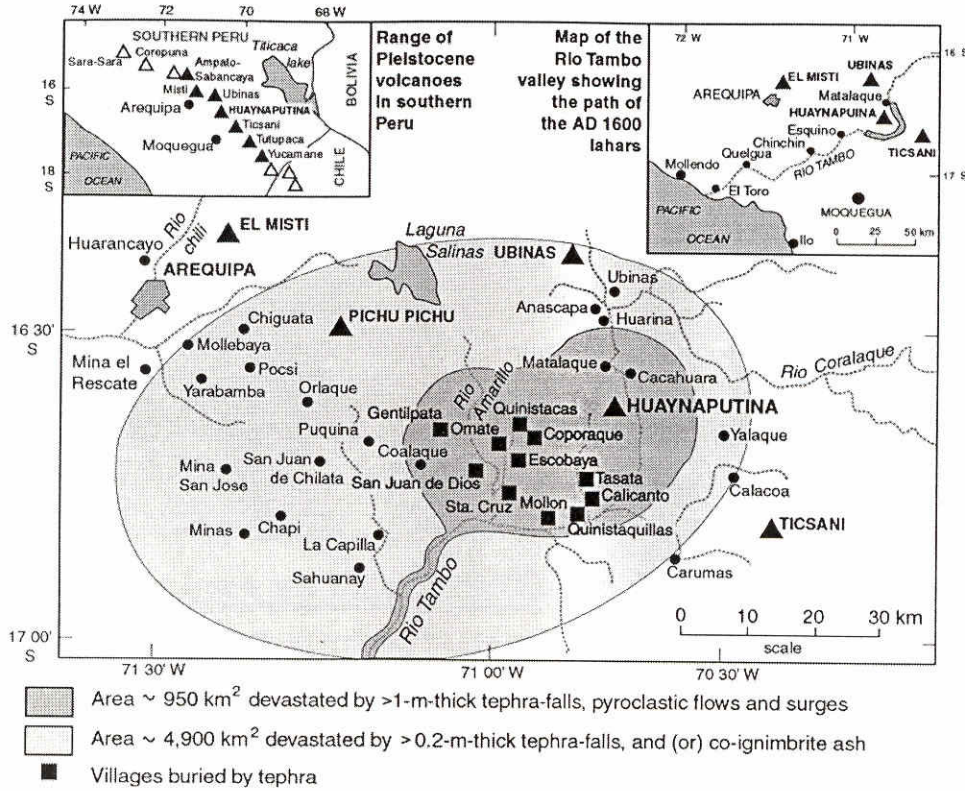 74 W
72
70
68 W
SOUTHERN PERU
Corepuna
Sara-Sara
Ampato-
Sabancaya
Titicaca
lake
16
S
Misti
Ubinas
Arequipa
HUAYNAPUTINA
Ticsani
Moquegua
Tutupaca
Yucamane
PACIFIC
OCEAN
18
S
BOLIVIA
CHILE
Range of
Pleistocene
volcanoes
in southern
Peru
Map of the
Rio Tambo
valley showing
the path of
the AD 1600
lahars
72 W
71 W
16 S
EL MISTI
UBINAS
AREQUIPA
Matalaque
HUAYNAPUINA
Esquino
Chinchin
TICSANI
Quelgua
RIO TAMBO
Mollendo
17 S
El Toro
PACIFIC
OCEAN
MOQUEGUA
Ilo
0 25 50 km
Rio
chili
EL MISTI
Huarancayo
AREQUIPA
Laguna
Salinas
UBINAS
Ubinas
Anascapa
Huarina
16 30'
S
Chiguata
PICHU PICHU
Mollebaya
Mina el
Rescate
Pocsi
Yarabamba
Orlaque
Matalaque
Cacahuara
Rio Coralaque
Rio
Amarillo
Gentilpata
Quinistacas
HUAYNAPUTINA
Omate
Puquina
Coporaque
Yalaque
Coalaque
Escobaya
Mina
San Jose
San Juan
de Chilata
San Juan de Dios
Tasata
Calacoa
Sta. Cruz
Mollon
Calicanto
Minas
Chapi
Quinistaquillas
TICSANI
La Capilla
Sahuanay
Carumas
Rio Tambo
0 10 20 30 km
scale
17 00'
S
71 30' W
71 00' W
70 30' W
Area ~ 950 km² devastated by >1-m-thick tephra-falls, pyroclastic flows and surges
Area ~ 4,900 km² devastated by >0.2-m-thick tephra-falls, and (or) co-ignimbrite ash
Villages buried by tephra